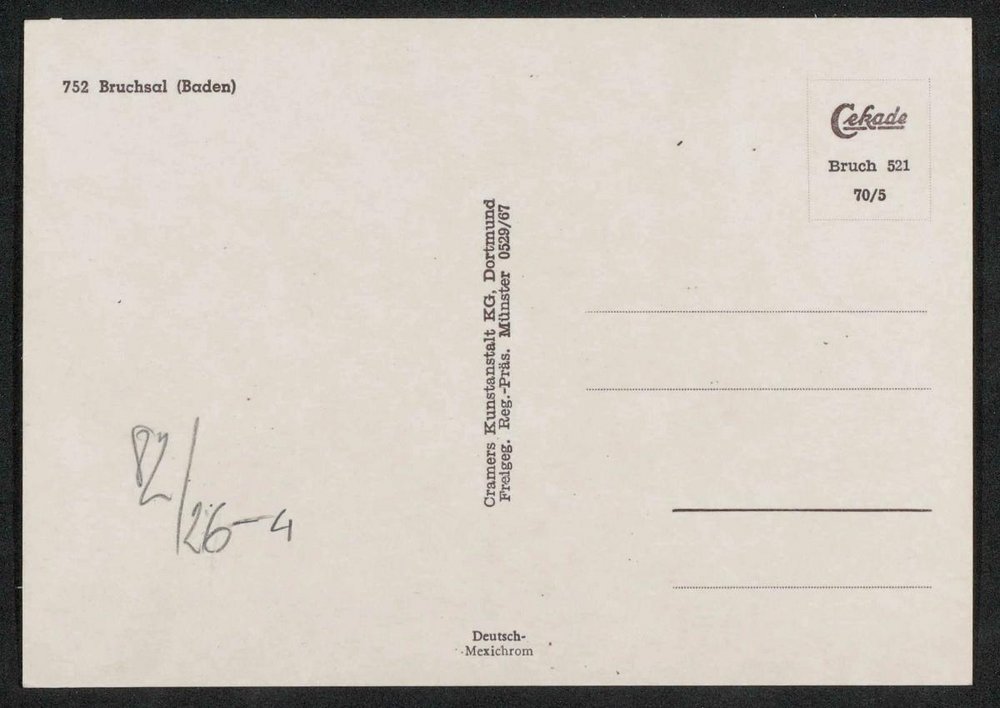 752 Bruchsal (Baden)
Cekade
Bruch 521
70/5
Cramers Kunstanstalt KG, Dortmund
Freigeg. Reg.-Präs. Münster 0529/67
82/26-4
Deutsch-
Mexichrom